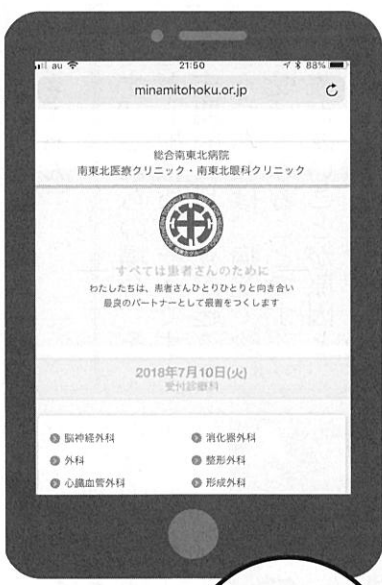 au 21:50 88%
minamitohoku.or.jp
総合南東北病院
南東北医療クリニック・南東北眼科クリニック
すべては患者さんのために
わたしたちは、患者さんひとりひとりと向き合い
最良のパートナーとして最善をつくします
2018年7月10日(火)
受付診療科
脳神経外科 消化器外科
外科 整形外科
心臓血管外科 形成外科